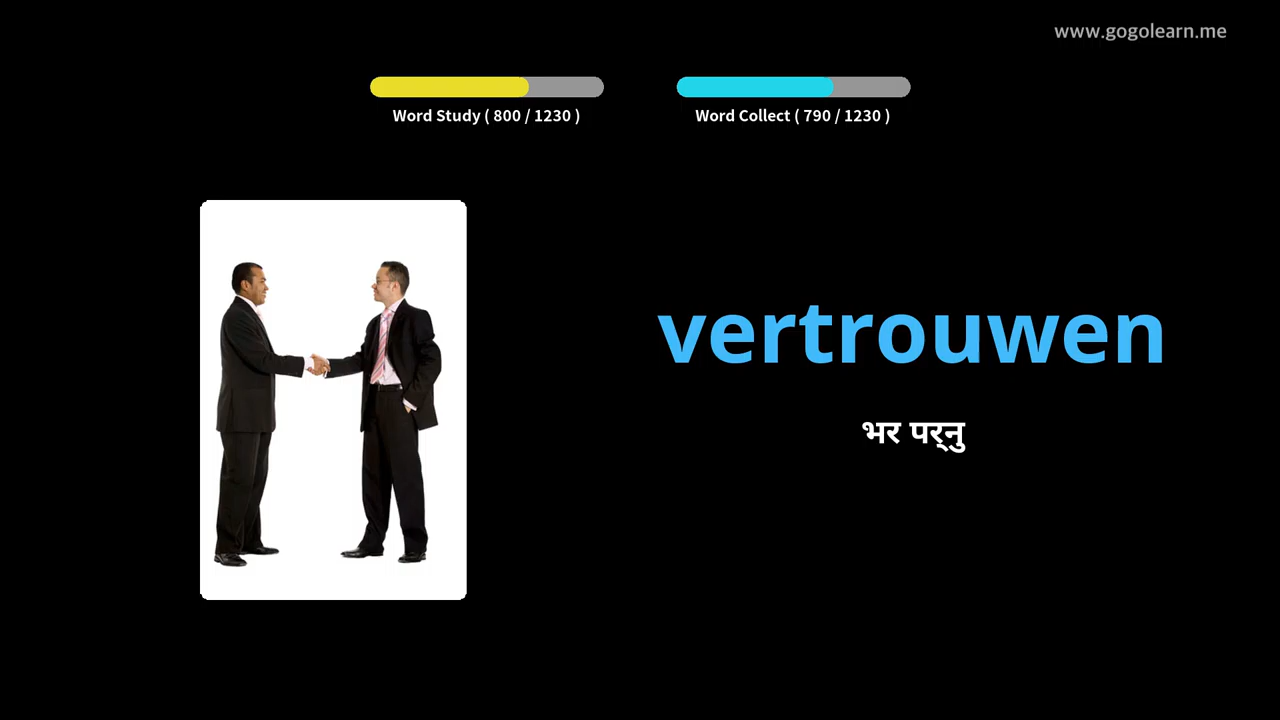 www.gogolearn.me
Word Study ( 800 / 1230 )
Word Collect ( 790 / 1230 )
vertrouwen
भर पर्‌नु